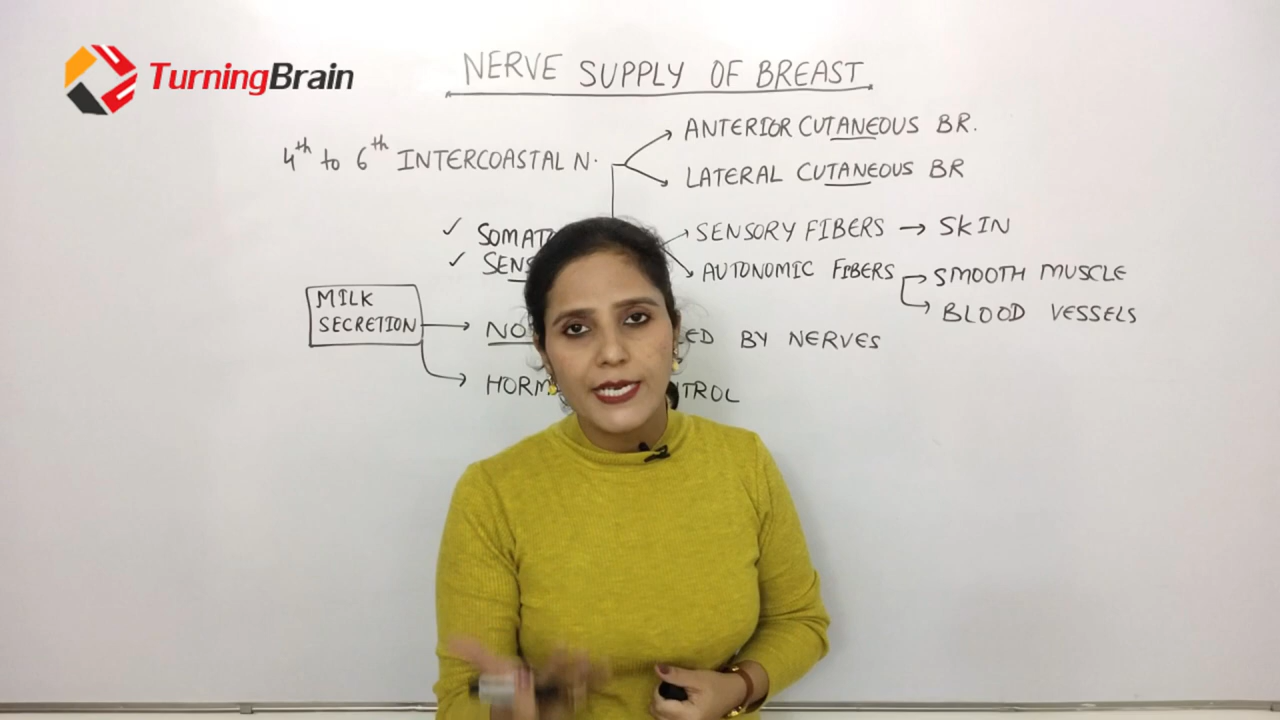 TurningBrain
NERVE SUPPLY OF BREAST
4th to 6th INTERCOASTAL N.
ANTERIOR CUTANEOUS BR.
LATERAL CUTANEOUS BR
SENSORY FIBERS → SKIN
AUTONOMIC FIBERS
SMOOTH MUSCLE
BLOOD VESSELS
MILK
SECRETION
BY NERVES